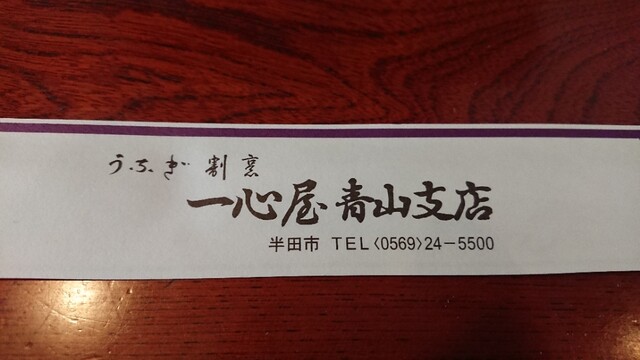 うなぎ 割烹
一心屋 青山支店
半田市 TEL〈0569〉24-5500